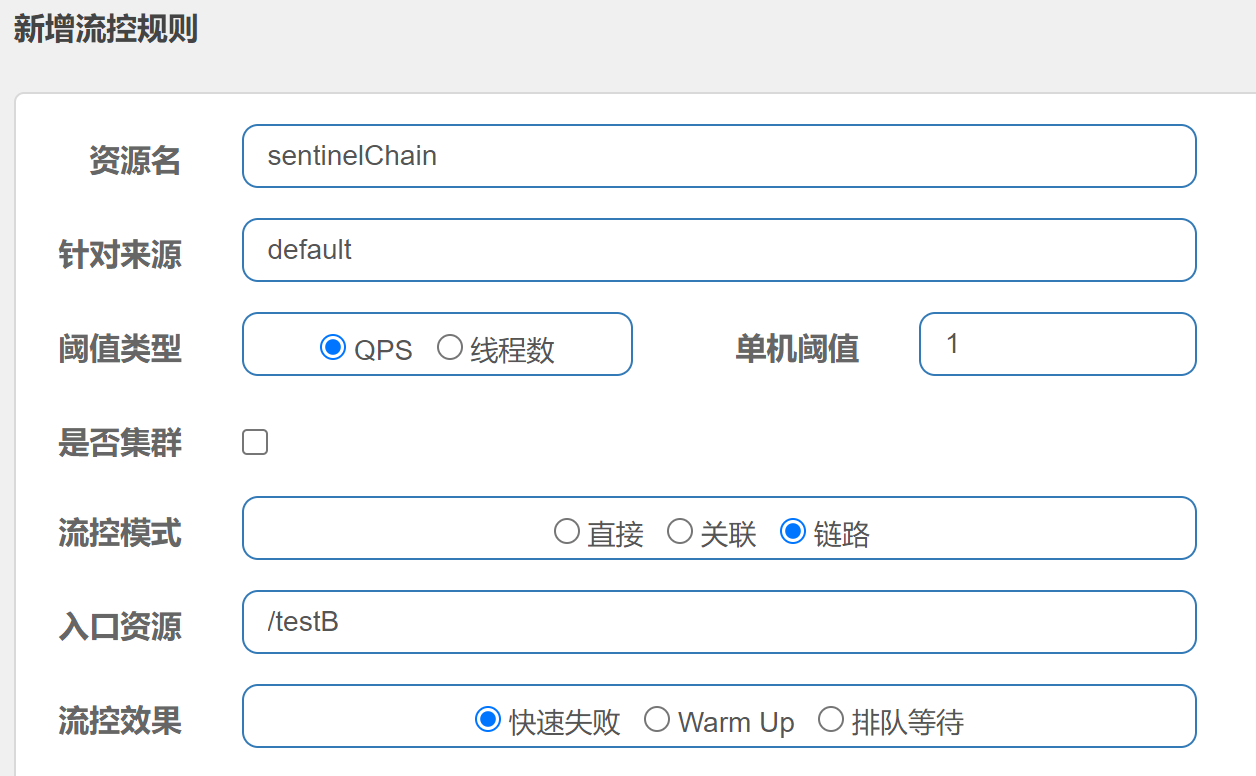 新增流控规则
资源名 sentinelChain
针对来源 default
阈值类型 QPS 线程数 单机阈值 1
是否集群
流控模式 直接 关联 链路
入口资源 /testB
流控效果 快速失败 Warm Up 排队等待